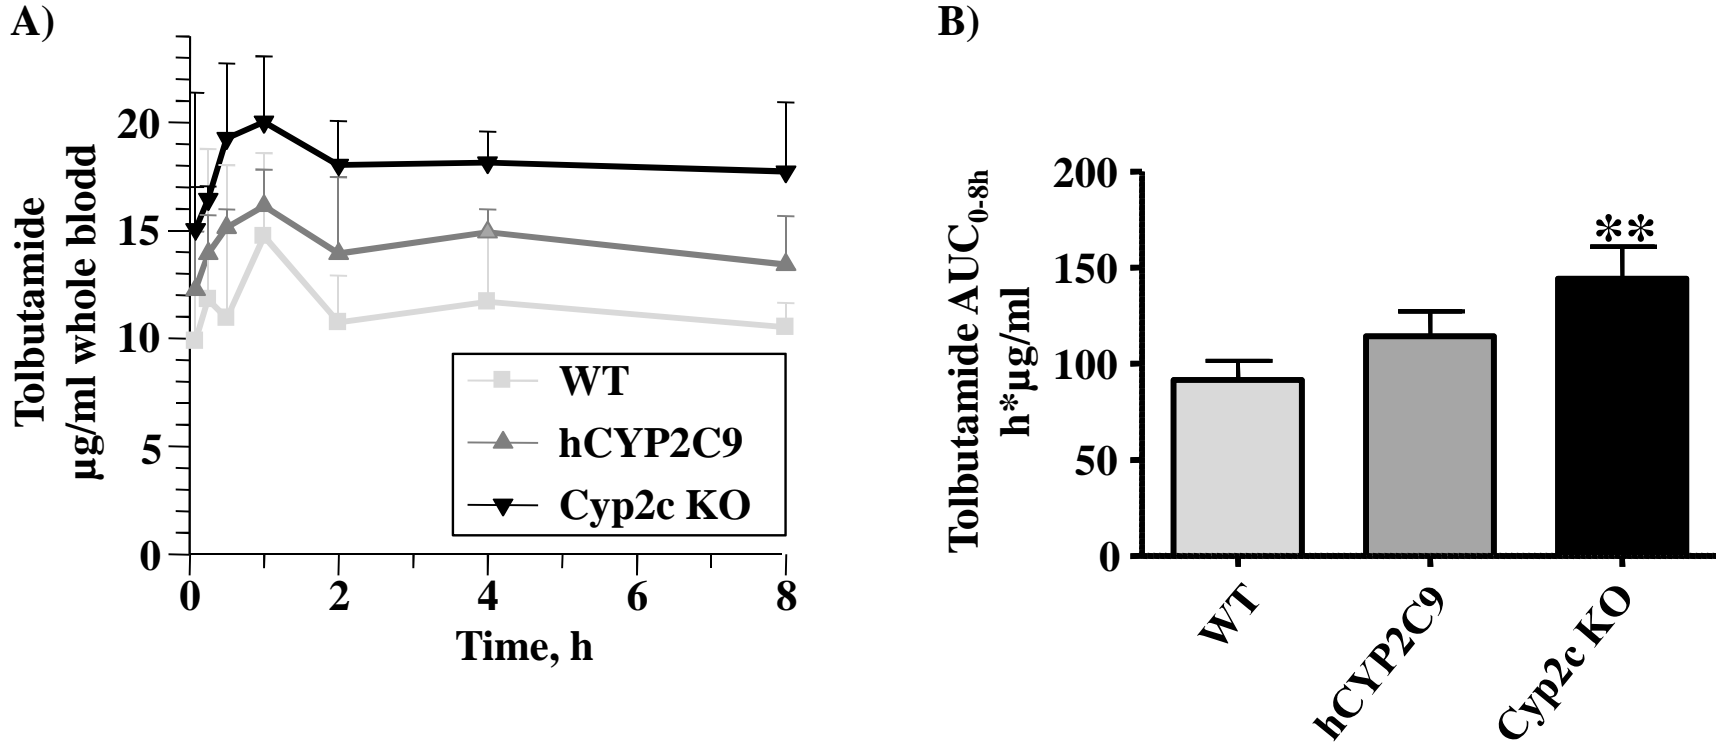 A)
Tolbutamide
µg/ml whole blodd
20
15
10
5
0
0 2 4 6 8
Time, h
WT
hCYP2C9
Cyp2c KO
B)
Tolbutamide AUC0-8h
h*µg/ml
200
150
100
50
0
**
WT
hCYP2C9
Cyp2c KO